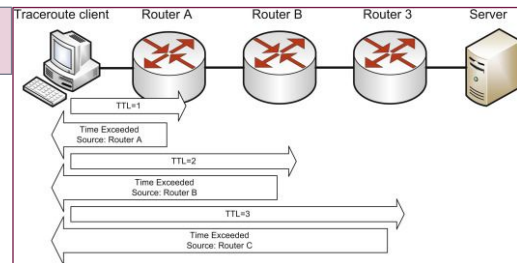 Traceroute client Router A Router B Router 3 Server
TTL=1
Time Exceeded
Source: Router A
TTL=2
Time Exceeded
Source: Router B
TTL=3
Time Exceeded
Source: Router C